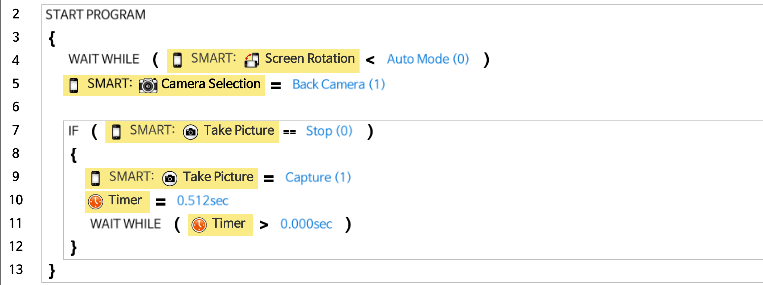 2 START PROGRAM
3 {
4 WAIT WHILE ( SMART: Screen Rotation < Auto Mode (0) )
5 SMART: Camera Selection = Back Camera (1)
6
7 IF ( SMART: Take Picture == Stop (0) )
8 {
9 SMART: Take Picture = Capture (1)
10 Timer = 0.512sec
11 WAIT WHILE ( Timer > 0.000sec )
12 }
13 }